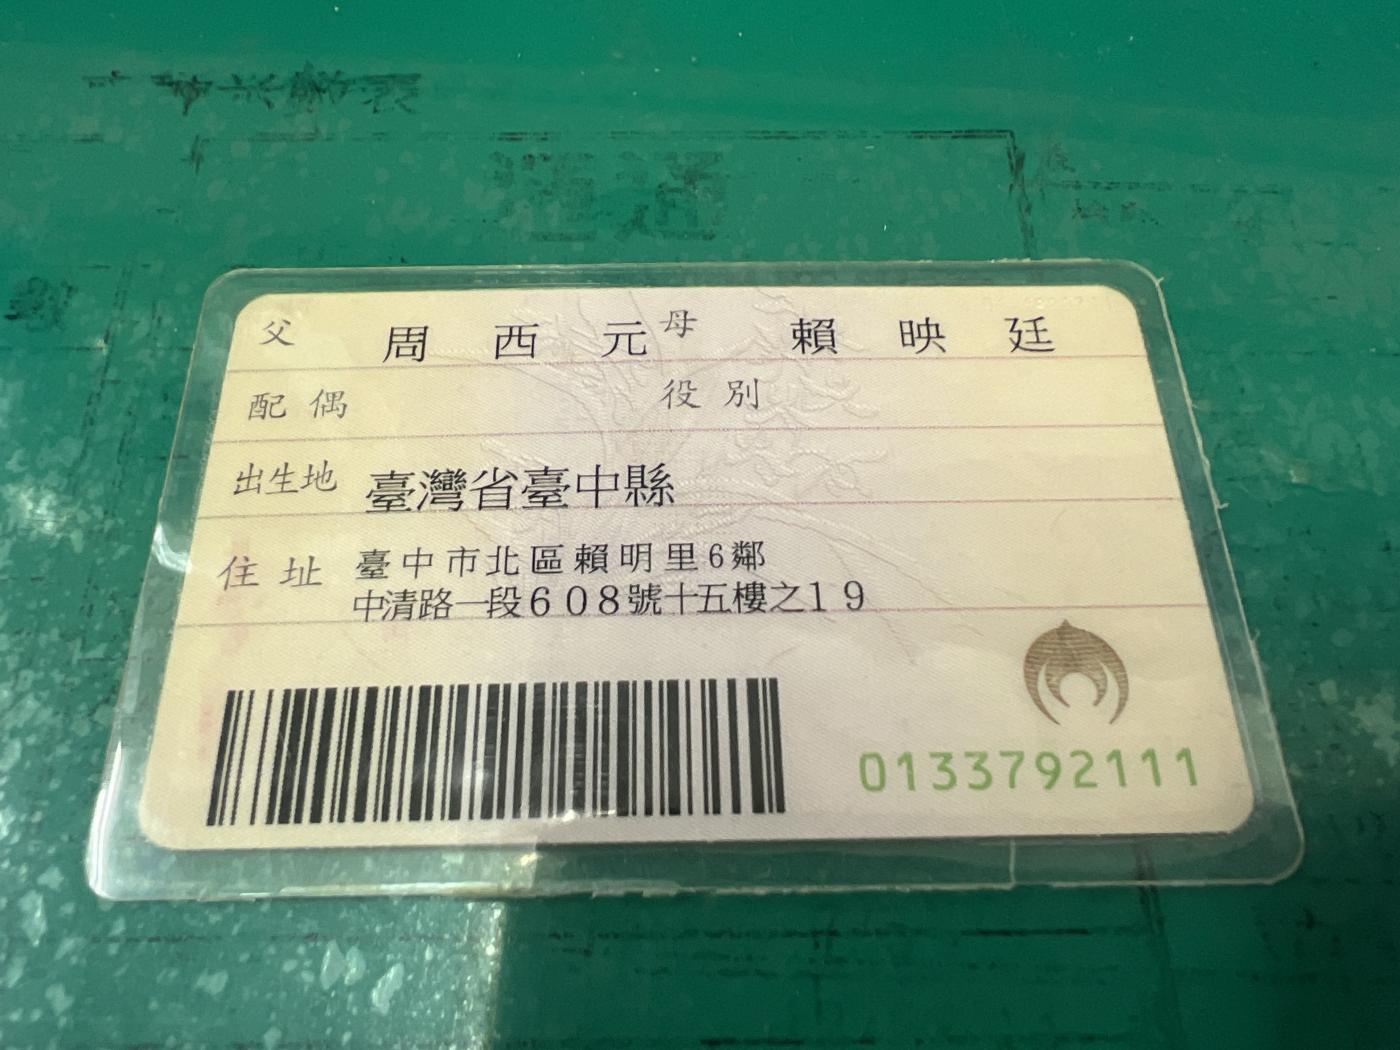 父 周西元 母 賴映廷
配偶 役別
出生地 臺灣省臺中縣
住址 臺中市北區賴明里6鄰
中清路一段608號十五樓之19
0133792111